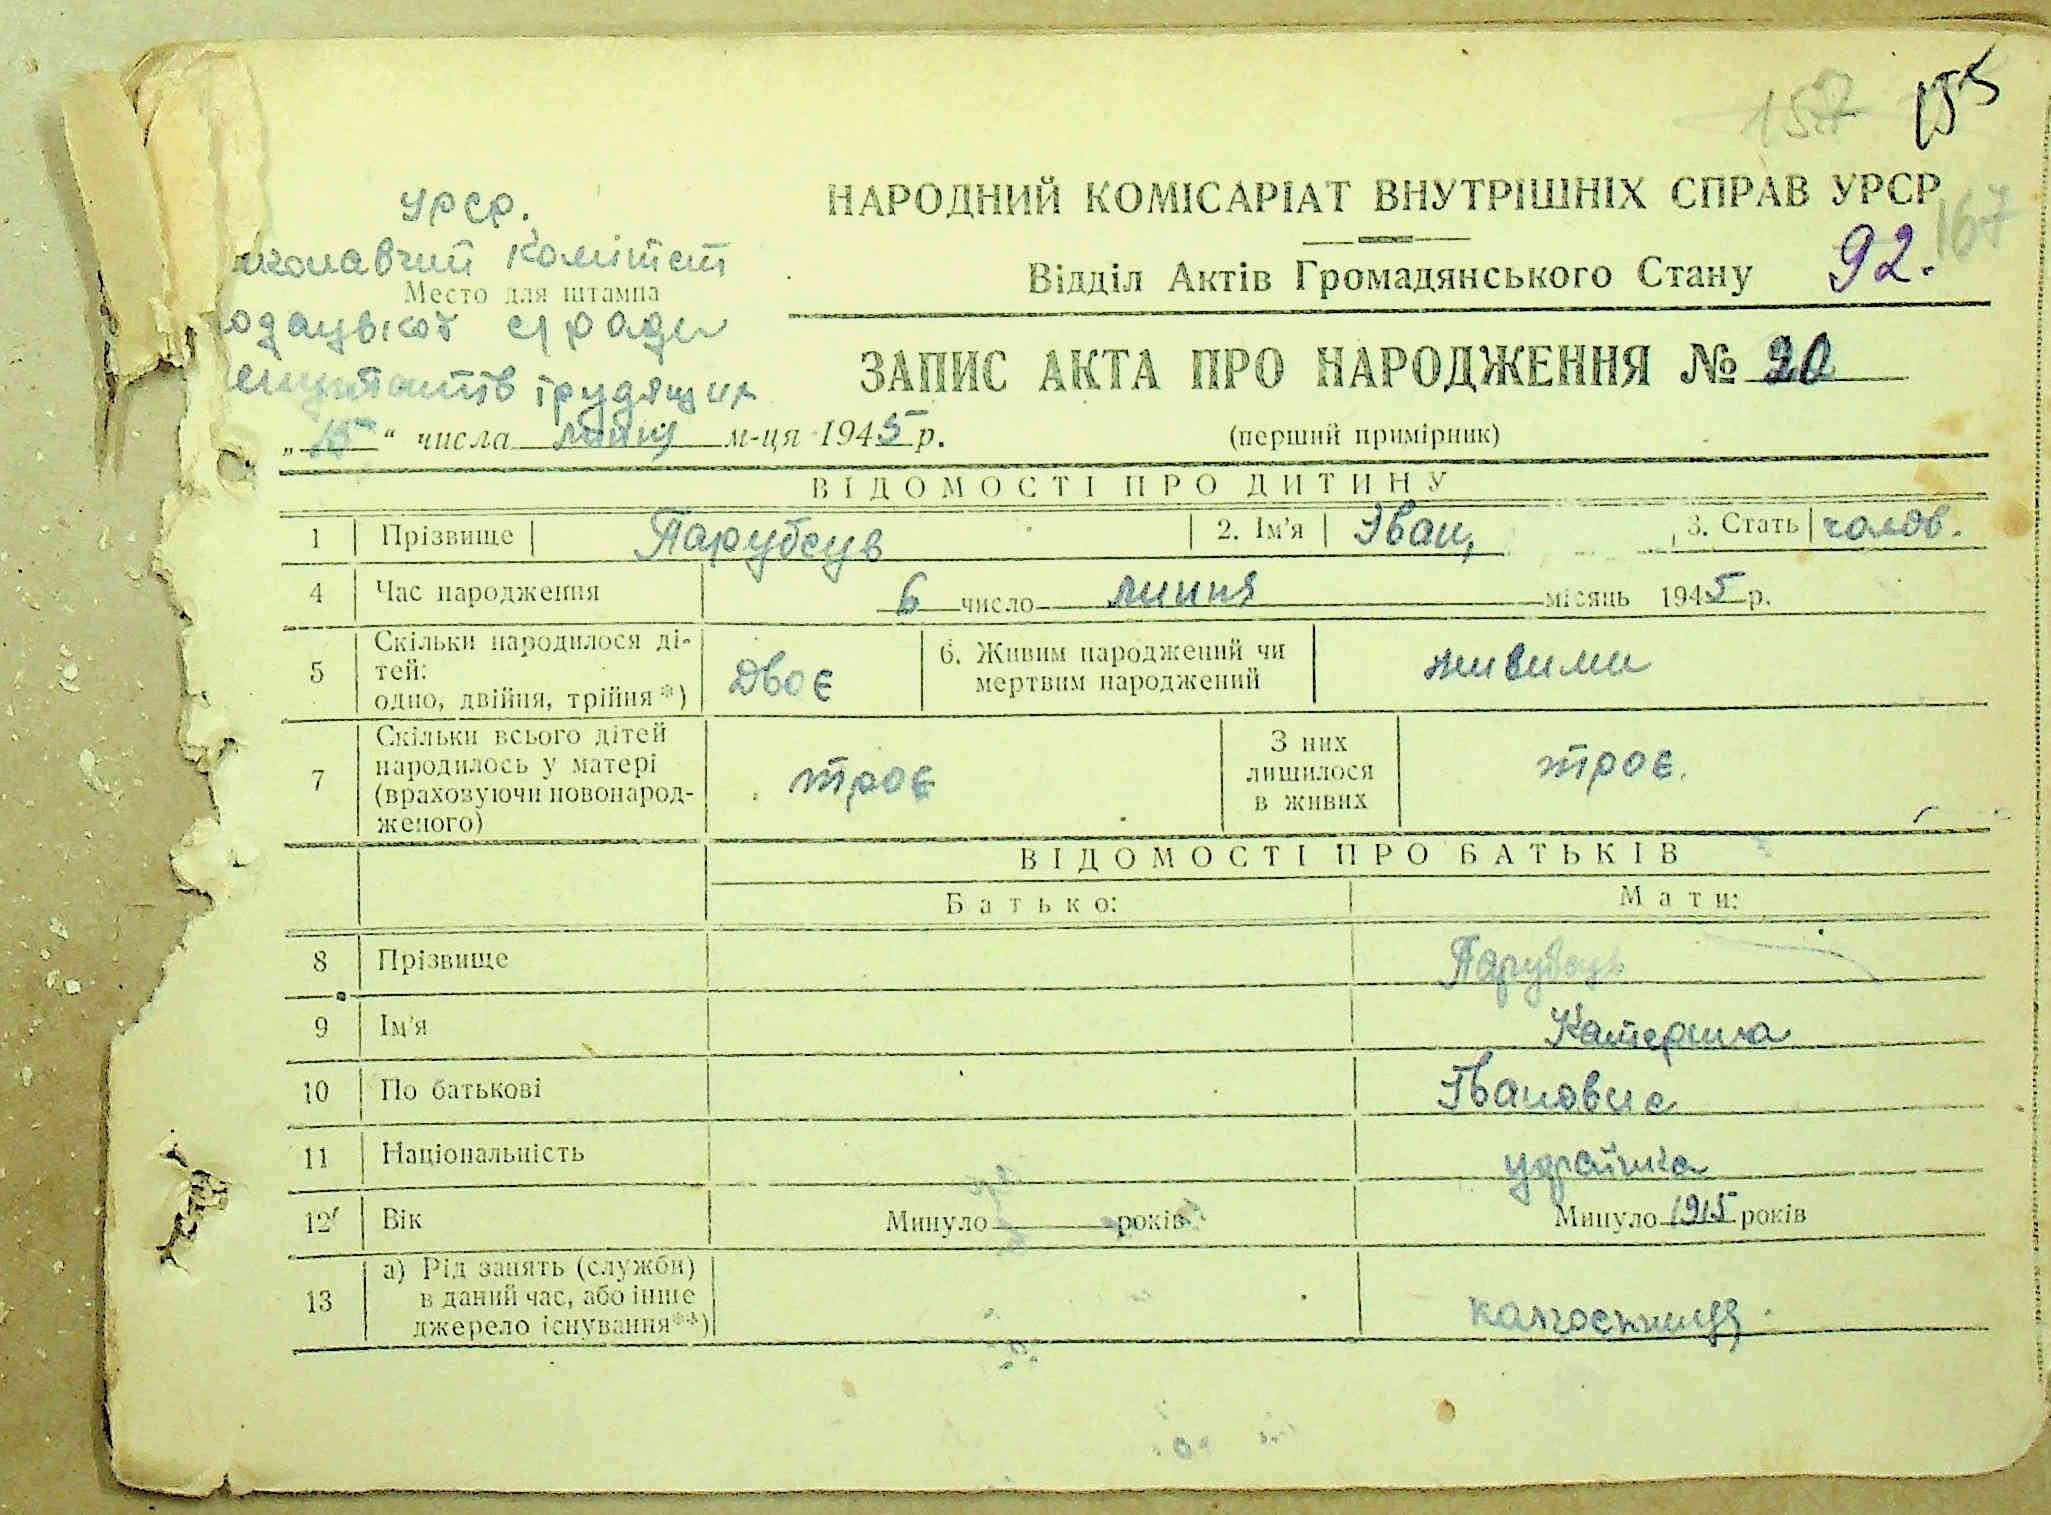 155
157
НАРОДНИЙ КОМІСАРІАТ ВНУТРІШНІХ СПРАВ УРСР
167
УРСР.
Відділ Актів Громадянського Стану 92.
иконавчий комітет
Место для штампа
с/ради
ЗАПИС АКТА ПРО НАРОДЖЕННЯ № 20
епутатів трудящих
„ 15 “ числа липня м-ця 1945 р. (перший примірник)
ВІДОМОСТІ ПРО ДИТИНУ
1 Прізвище 2. Ім'я Іван, 3. Стать чолов.
4 Час народження 6 число липня місяць 1945 р.
5 Скільки народилося ді-
тей:
одно, двійня, трійня*) двоє 6. Живим народжений чи
мертвим народжений живими
7 Скільки всього дітей
народилось у матері
(враховуючи новонарод-
женого) троє З них
лишилося
в живих троє.
ВІДОМОСТІ ПРО БАТЬКІВ
Батько: Мати:
8 Прізвище
9 Ім'я Катерина
10 По батькові Івановна
11 Національність українка
12 Вік Минуло років Минуло 1915 років
13 а) Рід занять (служби)
в даний час, або інше
джерело існування**) колгоспниця.